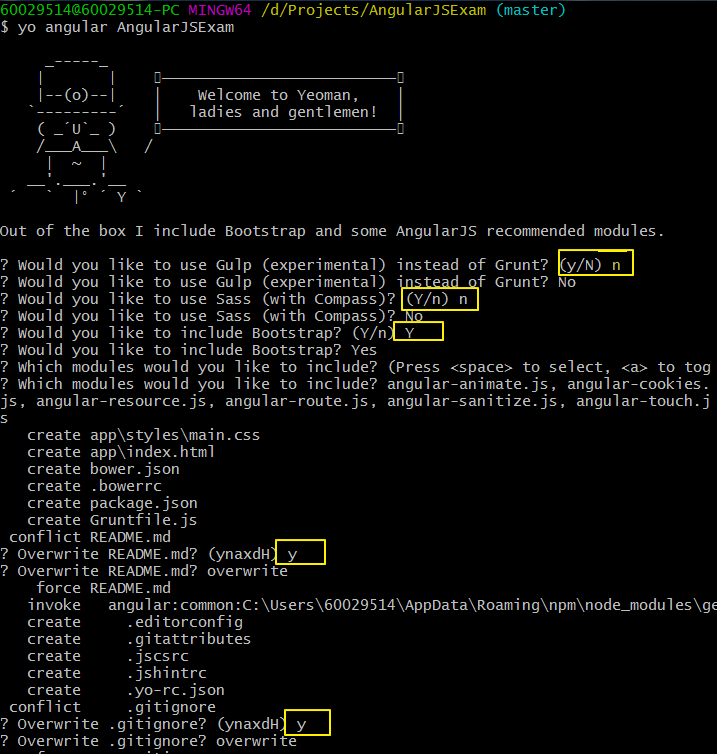 60029514@60029514-PC MINGW64 /d/Projects/AngularJSExam (master)
$ yo angular AngularJSExam
     _-----_
    |       |    ┌──────────────────────────┐
    |--(o)--|    |    Welcome to Yeoman,    |
   `---------´   |   ladies and gentlemen!  |
    ( _´U`_ )    └──────────────────────────┘
    /___A___\   /
     |  ~  |
   __'.___.'__
 ´   `  |° ´ Y `
Out of the box I include Bootstrap and some AngularJS recommended modules.
? Would you like to use Gulp (experimental) instead of Grunt? (y/N) n
? Would you like to use Gulp (experimental) instead of Grunt? No
? Would you like to use Sass (with Compass)? (Y/n) n
? Would you like to use Sass (with Compass)? No
? Would you like to include Bootstrap? (Y/n) Y
? Would you like to include Bootstrap? Yes
? Which modules would you like to include? (Press <space> to select, <a> to tog
? Which modules would you like to include? angular-animate.js, angular-cookies.
js, angular-resource.js, angular-route.js, angular-sanitize.js, angular-touch.j
s
   create app\styles\main.css
   create app\index.html
   create bower.json
   create .bowerrc
   create package.json
   create Gruntfile.js
 conflict README.md
? Overwrite README.md? (ynaxdH) y
? Overwrite README.md? overwrite
    force README.md
   invoke   angular:common:C:\Users\60029514\AppData\Roaming\npm\node_modules\ge
   create     .editorconfig
   create     .gitattributes
   create     .jscsrc
   create     .jshintrc
   create     .yo-rc.json
 conflict     .gitignore
? Overwrite .gitignore? (ynaxdH) y
? Overwrite .gitignore? overwrite